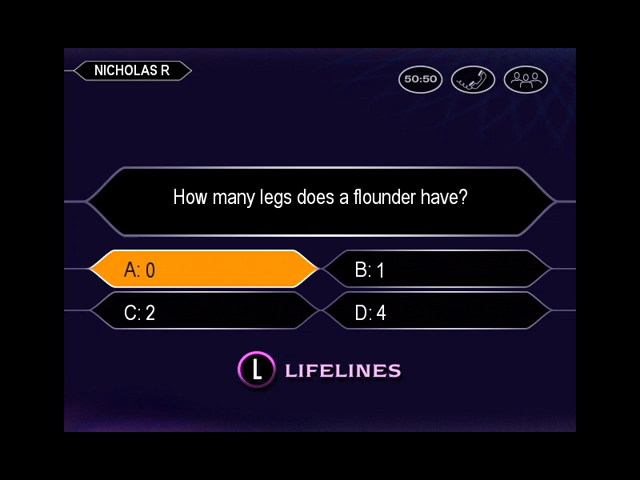 NICHOLAS R
50:50
How many legs does a flounder have?
A: 0
B: 1
C: 2
D: 4
L LIFELINES